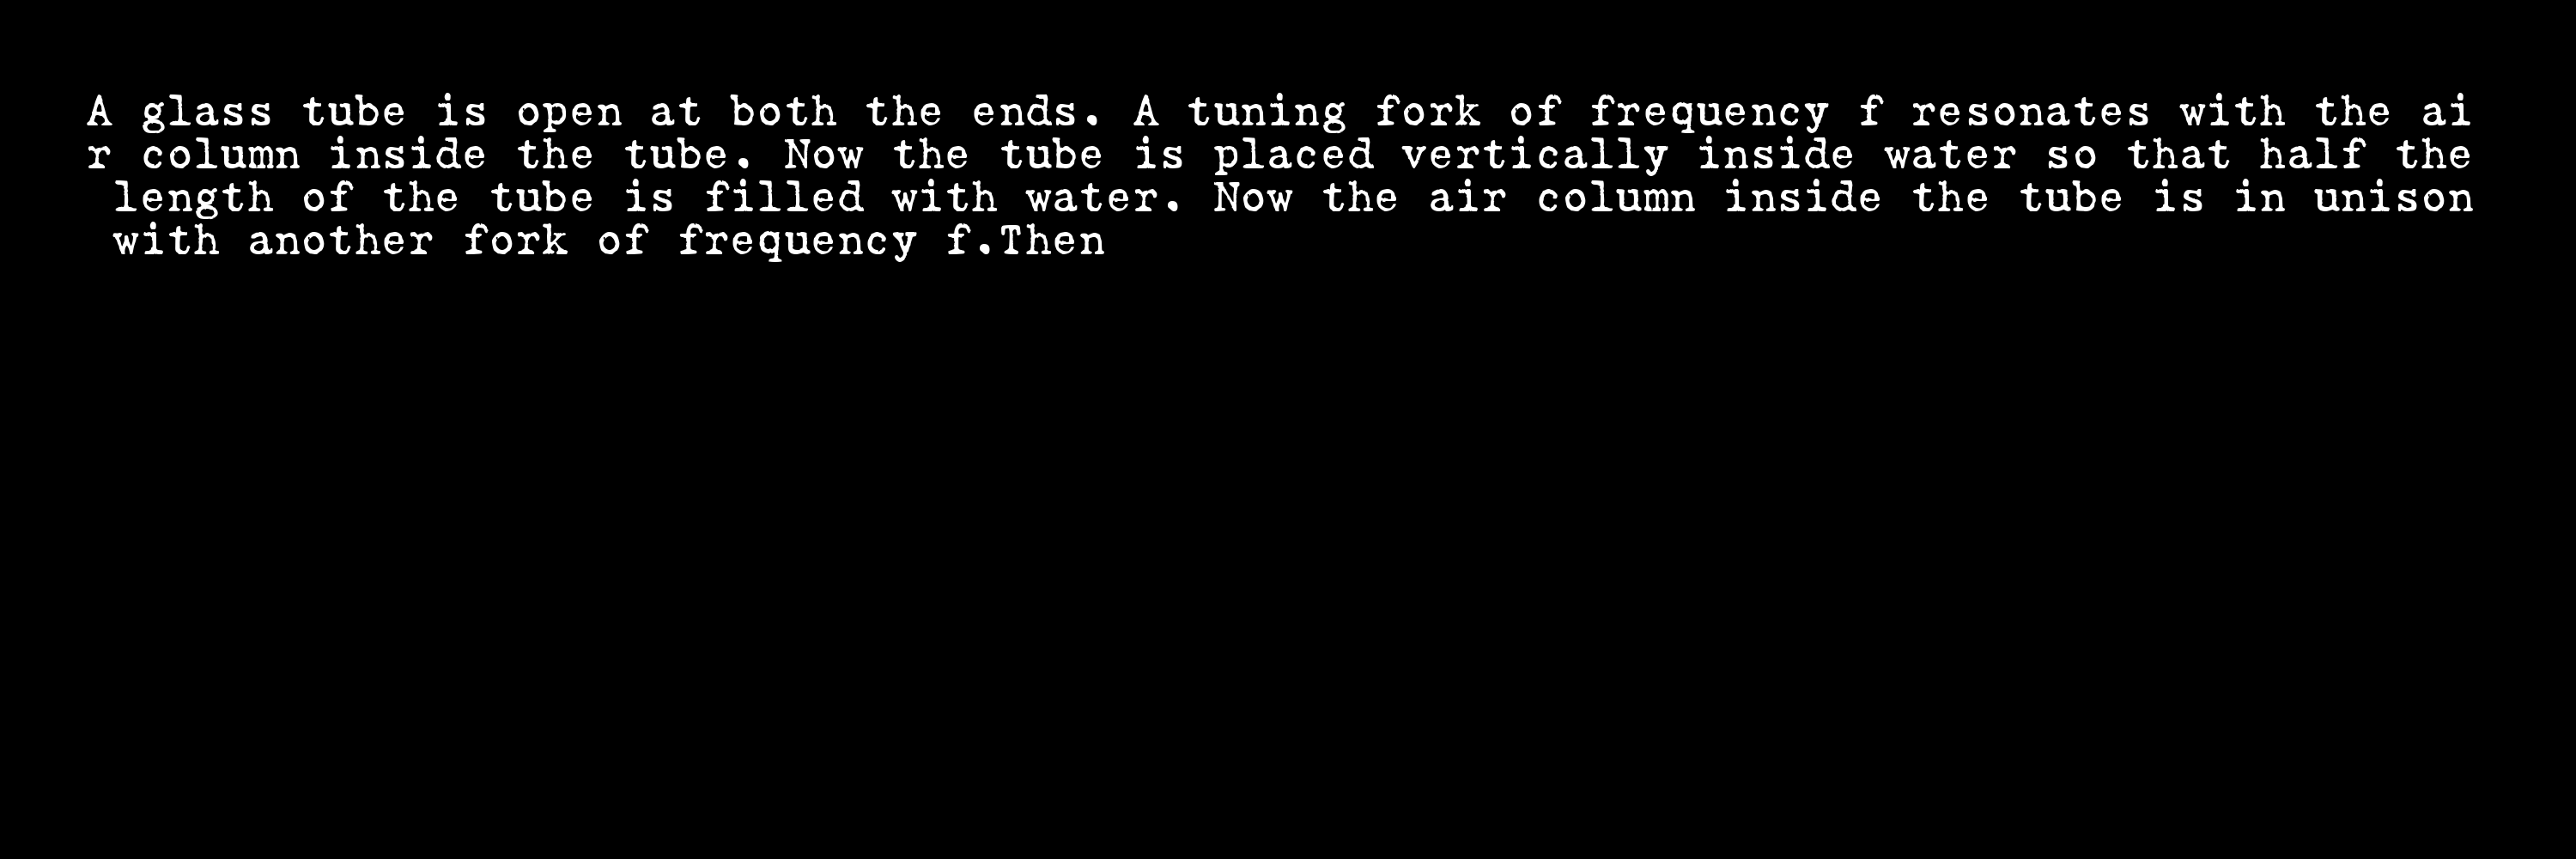 A glass tube is open at both the ends. A tuning fork of frequency f resonates with the ai
r column inside the tube. Now the tube is placed vertically inside water so that half the
 length of the tube is filled with water. Now the air column inside the tube is in unison
 with another fork of frequency f.Then